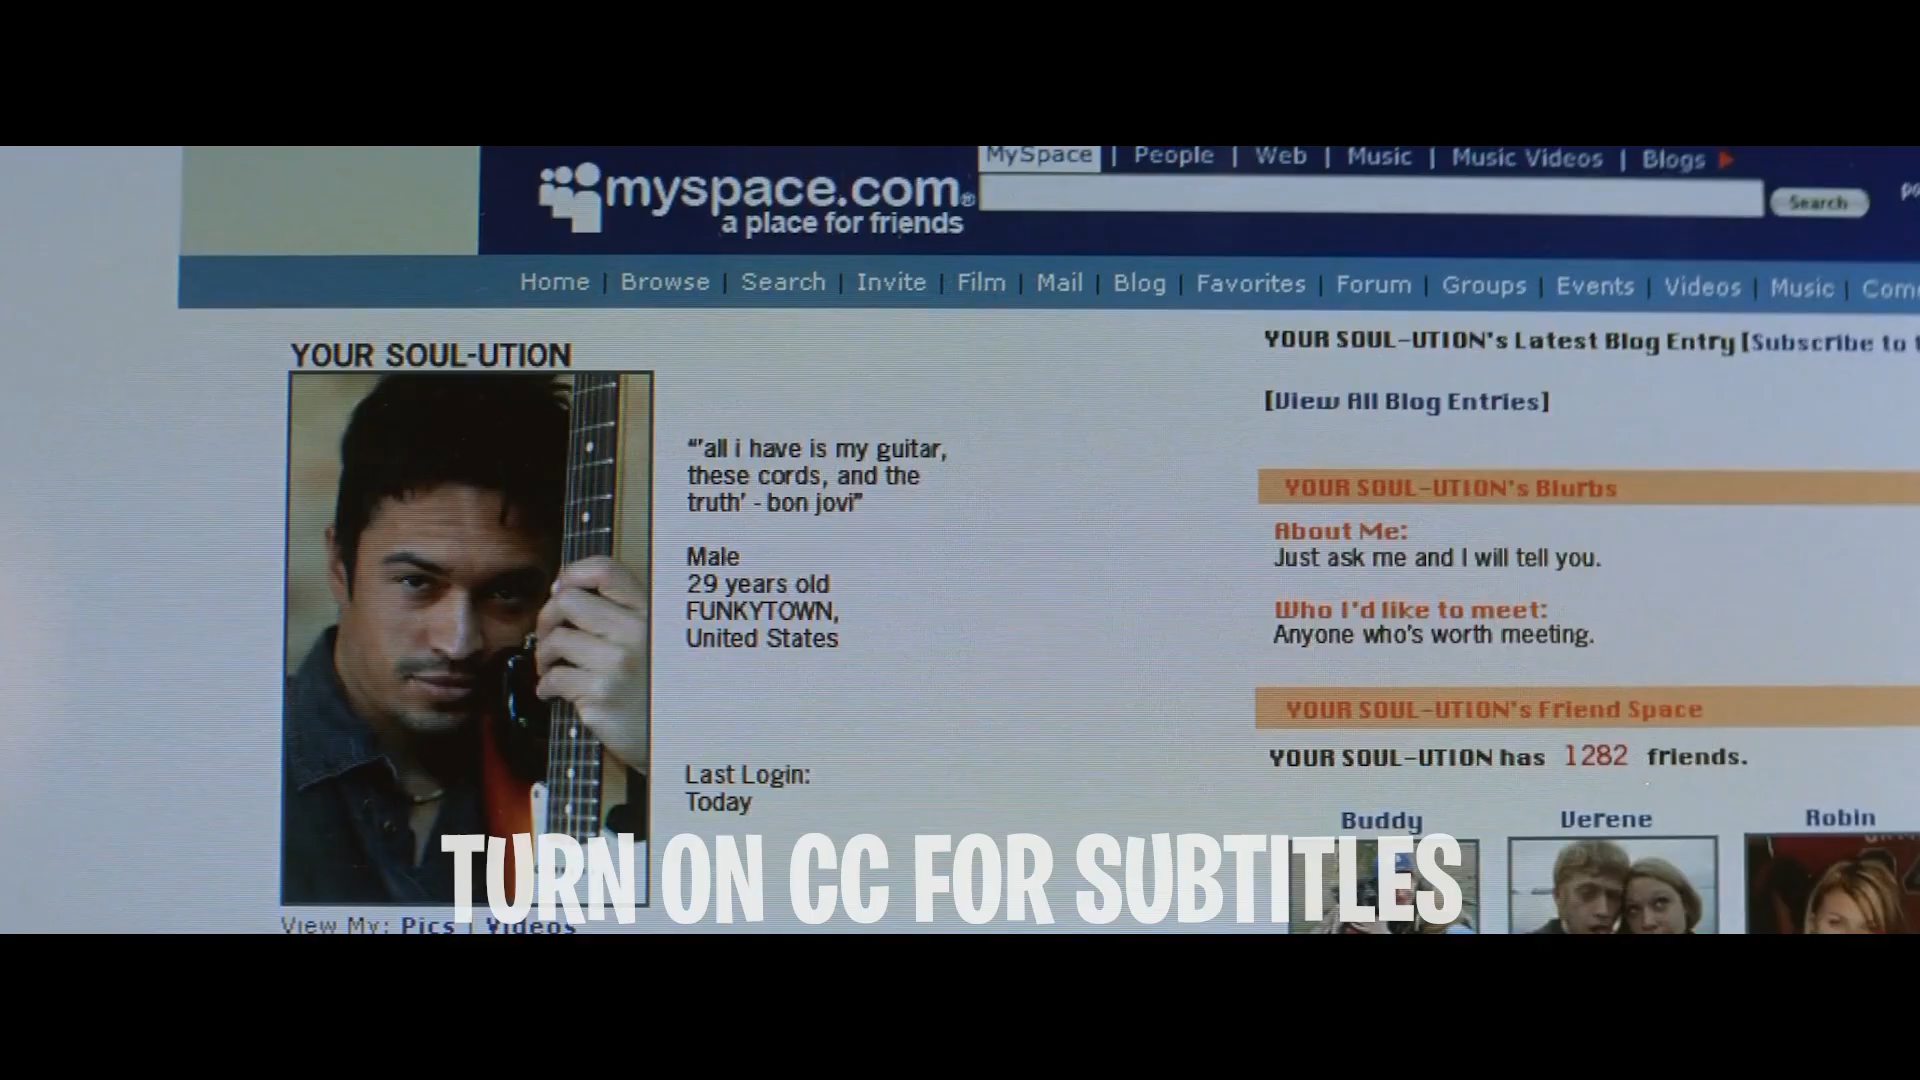 MySpace | People | Web | Music | Music Videos | Blogs
myspace.com®
a place for friends
Search
Home | Browse | Search | Invite | Film | Mail | Blog | Favorites | Forum | Groups | Events | Videos | Music |
YOUR SOUL-UTION
"'all i have is my guitar,
these cords, and the
truth' - bon jovi"
Male
29 years old
FUNKYTOWN,
United States
Last Login:
Today
View My: Pics | Videos
YOUR SOUL-UTION's Latest Blog Entry [Subscribe to
[View All Blog Entries]
YOUR SOUL-UTION's Blurbs
About Me:
Just ask me and I will tell you.
Who I'd like to meet:
Anyone who's worth meeting.
YOUR SOUL-UTION's Friend Space
YOUR SOUL-UTION has 1282 friends.
Buddy
Verene
Robin
TURN ON CC FOR SUBTITLES